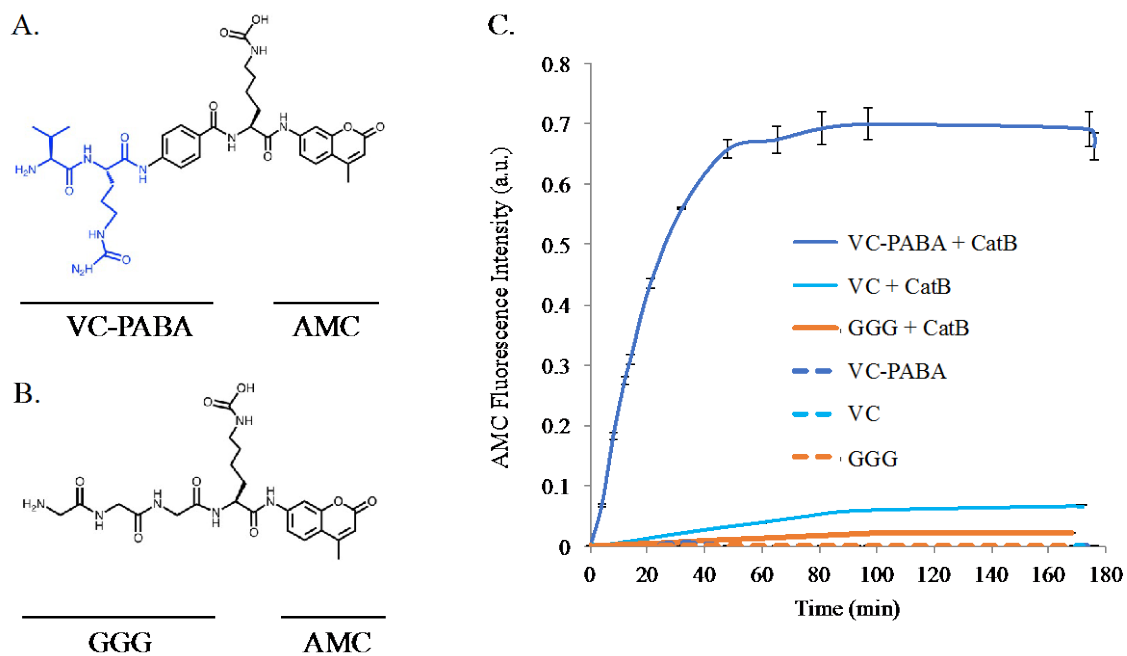 A.
OH
O
NH
O
N
H
H
N
O
O
O
H
N
O
N
H
O
H2N
O
NH
N2H
O
VC-PABA
AMC
B.
OH
O
NH
H2N
O
N
H
O
H
N
O
N
H
H
N
O
O
O
GGG
AMC
C.
AMC Fluorescence Intensity (a.u.)
0.8
0.7
0.6
0.5
0.4
0.3
0.2
0.1
0
VC-PABA + CatB
VC + CatB
GGG + CatB
VC-PABA
VC
GGG
0 20 40 60 80 100 120 140 160 180
Time (min)